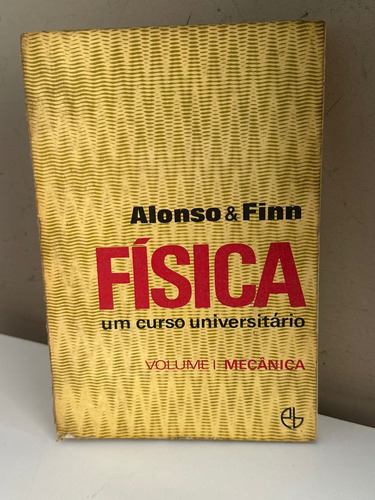 Alonso & Finn
FÍSICA
um curso universitário
VOLUME I MECÂNICA